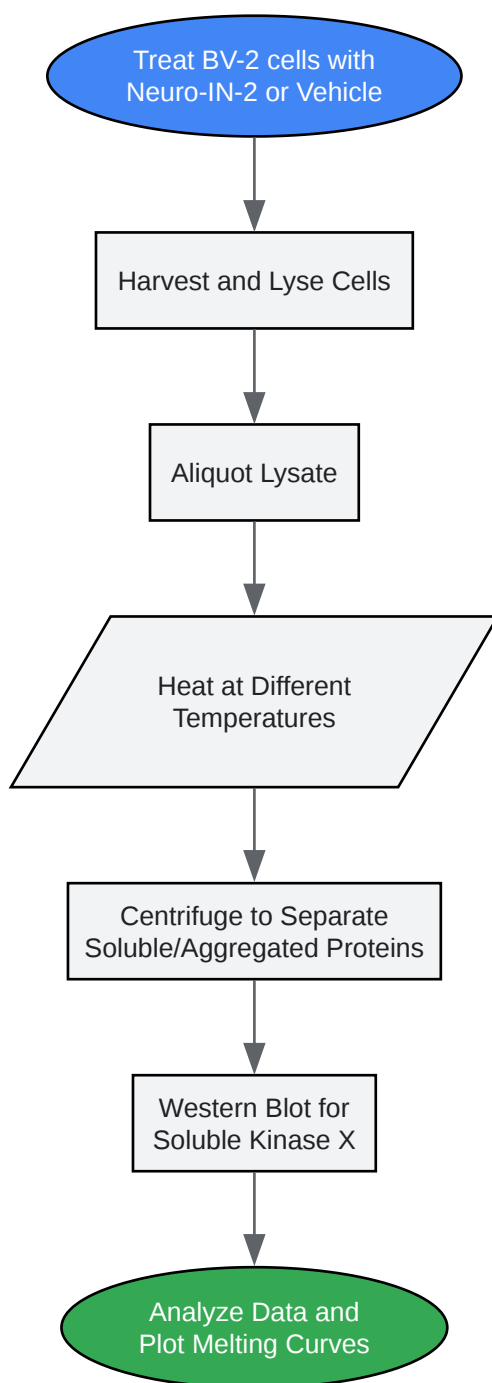 Treat BV-2 cells with
Neuro-IN-2 or Vehicle
Harvest and Lyse Cells
Aliquot Lysate
Heat at Different
Temperatures
Centrifuge to Separate
Soluble/Aggregated Proteins
Western Blot for
Soluble Kinase X
Analyze Data and
Plot Melting Curves